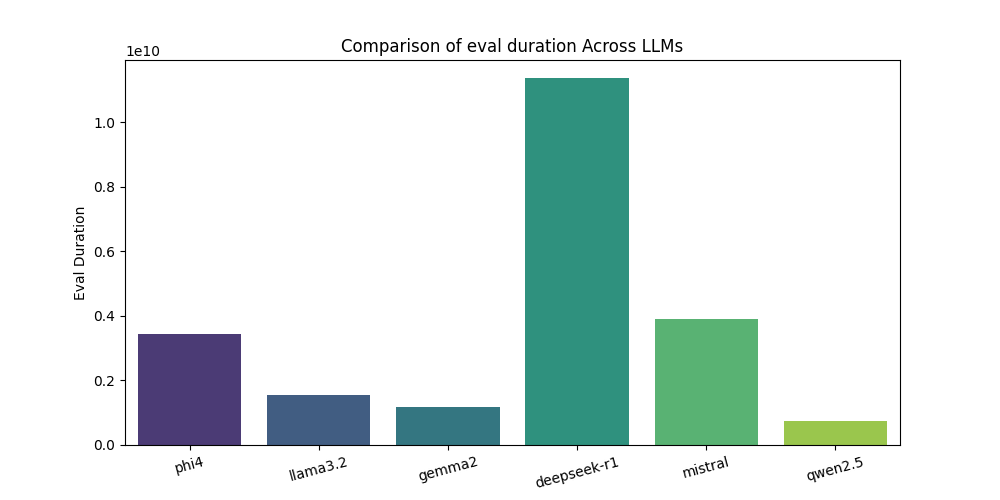 Comparison of eval duration Across LLMs
1e10
Eval Duration
1.0
0.8
0.6
0.4
0.2
0.0
phi4
llama3.2
gemma2
deepseek-r1
mistral
qwen2.5